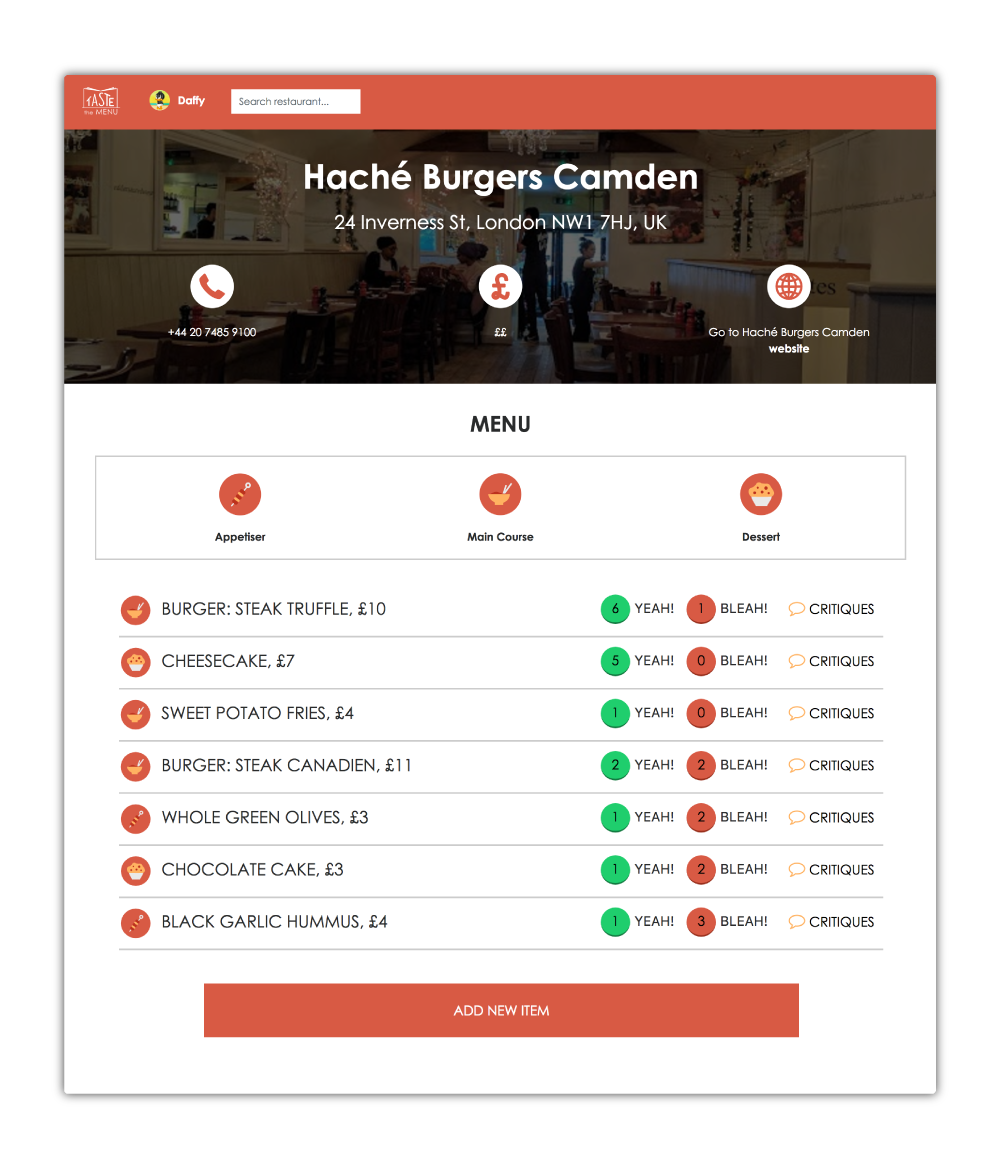 TASTE
the MENU
Daffy
Search restaurant...
Haché Burgers Camden
24 Inverness St, London NW1 7HJ, UK
+44 20 7485 9100
££
Go to Haché Burgers Camden
website
MENU
Appetiser
Main Course
Dessert
BURGER: STEAK TRUFFLE, £10 6 YEAH! 1 BLEAH! CRITIQUES
CHEESECAKE, £7 5 YEAH! 0 BLEAH! CRITIQUES
SWEET POTATO FRIES, £4 1 YEAH! 0 BLEAH! CRITIQUES
BURGER: STEAK CANADIEN, £11 2 YEAH! 2 BLEAH! CRITIQUES
WHOLE GREEN OLIVES, £3 1 YEAH! 2 BLEAH! CRITIQUES
CHOCOLATE CAKE, £3 1 YEAH! 2 BLEAH! CRITIQUES
BLACK GARLIC HUMMUS, £4 1 YEAH! 3 BLEAH! CRITIQUES
ADD NEW ITEM